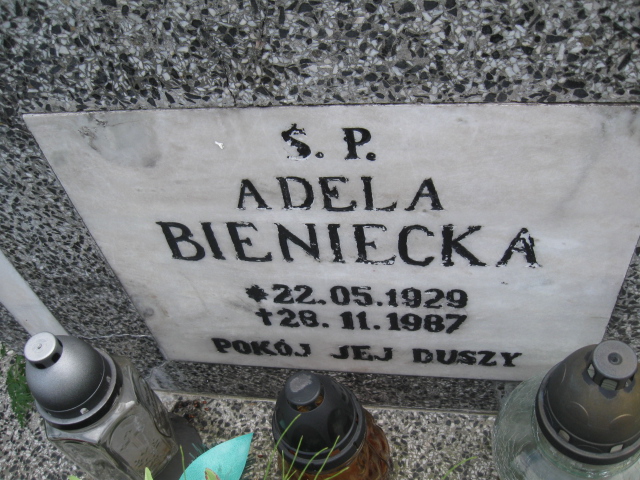 Ś. P.
ADELA
BIENIECKA
*22.05.1929
†28.11.1987
POKÓJ JEJ DUSZY